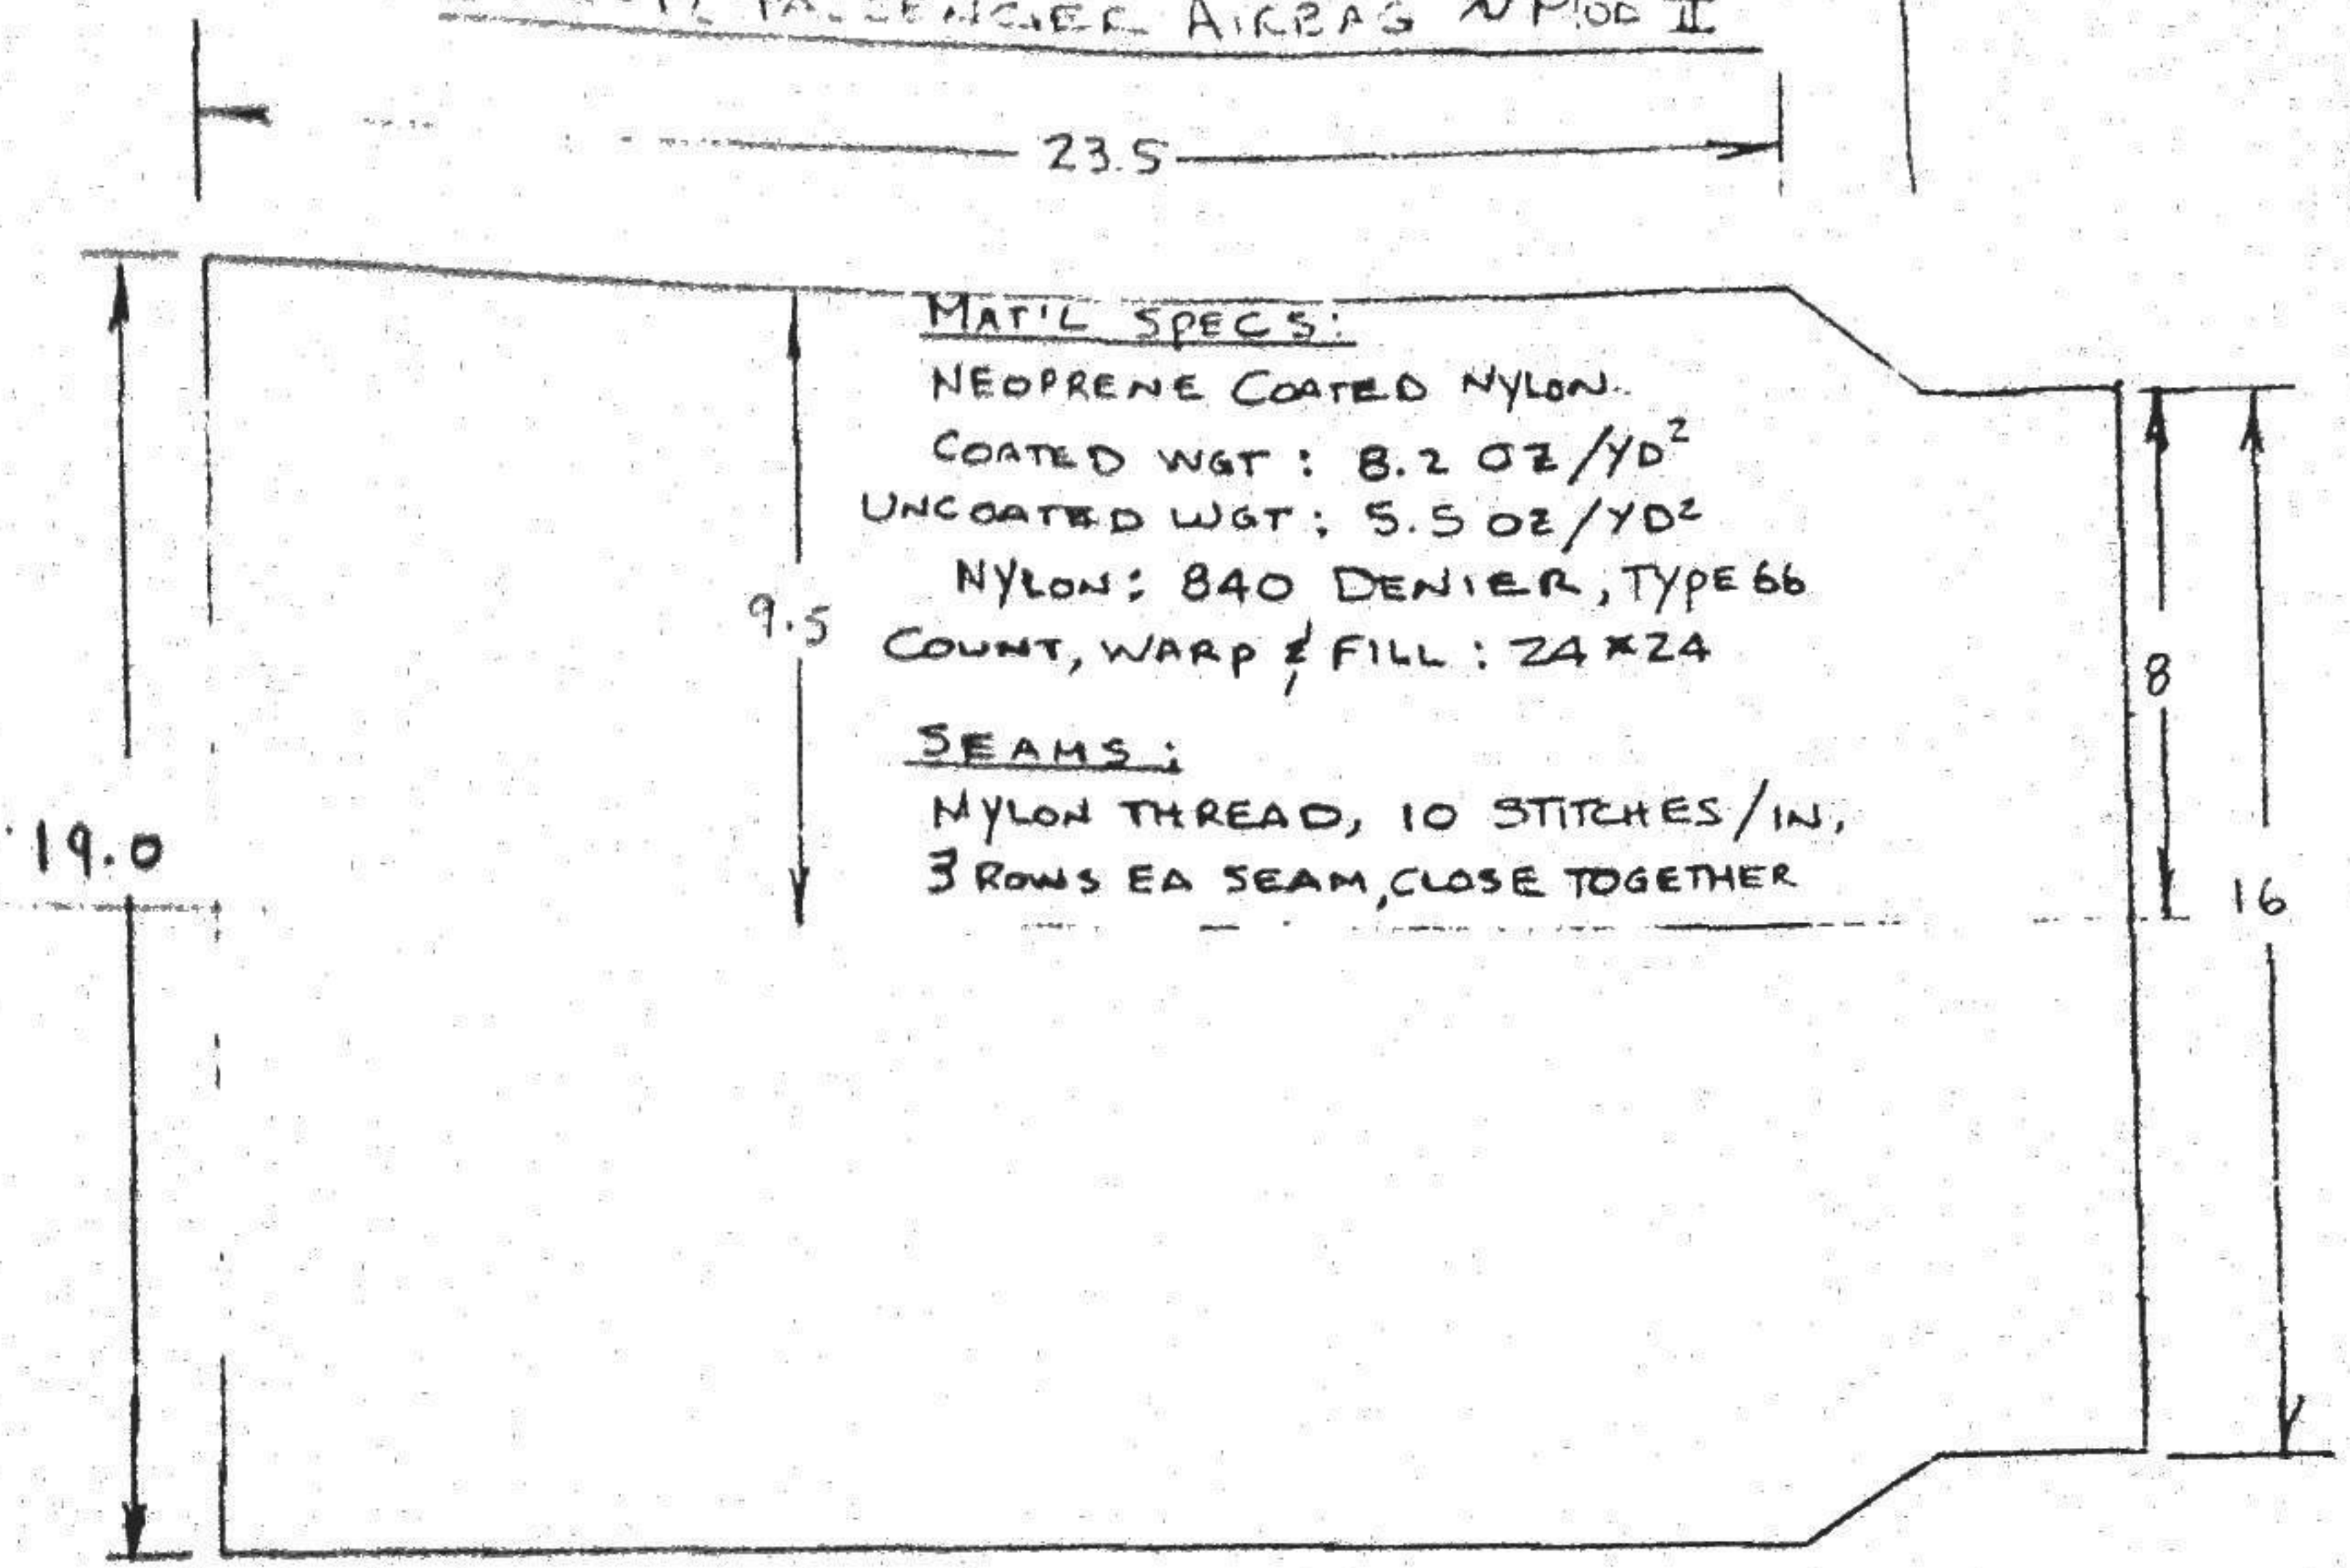 AIRBAG ~ MOD II
23.5
MAT'L SPECS:
NEOPRENE COATED NYLON
COATED WGT: 8.2 OZ/YD²
UNCOATED WGT: 5.5 OZ/YD²
NYLON: 840 DENIER, TYPE 66
9.5
COUNT, WARP & FILL: 24 x 24
8
SEAMS:
NYLON THREAD, 10 STITCHES/IN,
19.0
3 ROWS EA SEAM, CLOSE TOGETHER
16